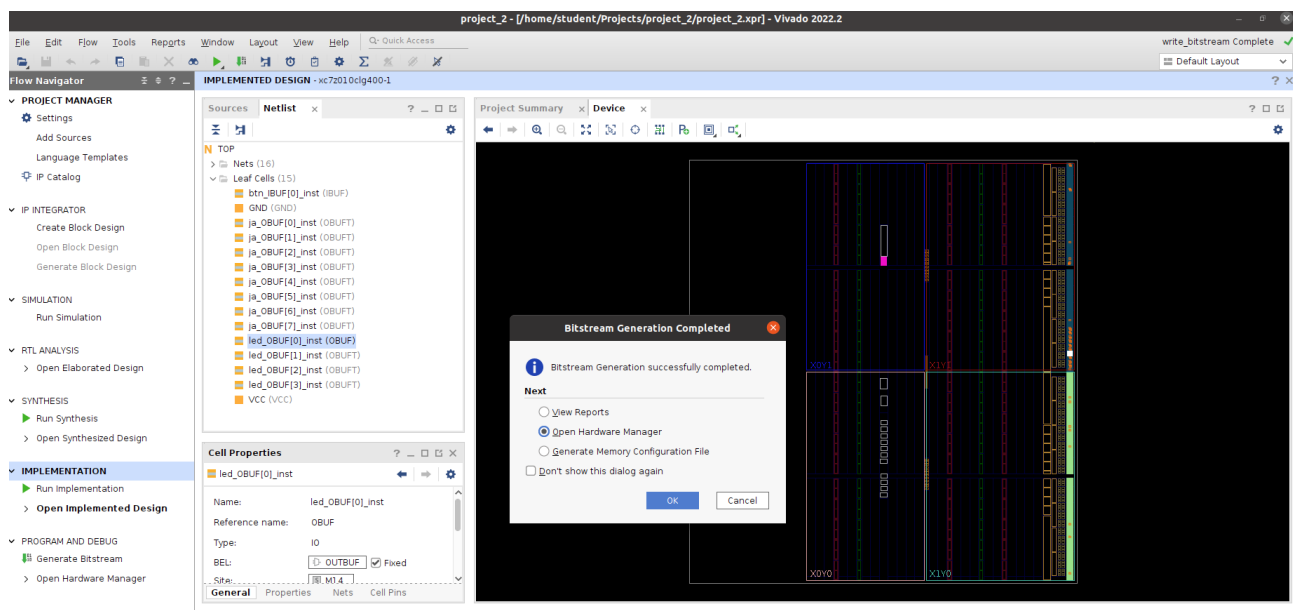 project_2 - [/home/student/Projects/project_2/project_2.xpr] - Vivado 2022.2
File Edit Flow Tools Reports Window Layout View Help Q- Quick Access
write_bitstream Complete
Default Layout
Flow Navigator
PROJECT MANAGER
Settings
Add Sources
Language Templates
IP Catalog
IP INTEGRATOR
Create Block Design
Open Block Design
Generate Block Design
SIMULATION
Run Simulation
RTL ANALYSIS
Open Elaborated Design
SYNTHESIS
Run Synthesis
Open Synthesized Design
IMPLEMENTATION
Run Implementation
Open Implemented Design
PROGRAM AND DEBUG
Generate Bitstream
Open Hardware Manager
IMPLEMENTED DESIGN - xc7z010clg400-1
Sources Netlist
TOP
Nets (16)
Leaf Cells (15)
btn_IBUF[0]_inst (IBUF)
GND (GND)
ja_OBUF[0]_inst (OBUFT)
ja_OBUF[1]_inst (OBUFT)
ja_OBUF[2]_inst (OBUFT)
ja_OBUF[3]_inst (OBUFT)
ja_OBUF[4]_inst (OBUFT)
ja_OBUF[5]_inst (OBUFT)
ja_OBUF[6]_inst (OBUFT)
ja_OBUF[7]_inst (OBUFT)
led_OBUF[0]_inst (OBUF)
led_OBUF[1]_inst (OBUFT)
led_OBUF[2]_inst (OBUFT)
led_OBUF[3]_inst (OBUFT)
VCC (VCC)
Cell Properties
led_OBUF[0]_inst
Name: led_OBUF[0]_inst
Reference name: OBUF
Type: IO
BEL: OUTBUF Fixed
Site: M14
General Properties Nets Cell Pins
Project Summary Device
X0Y1 X1Y1
X0Y0 X1Y0
Bitstream Generation Completed
Bitstream Generation successfully completed.
Next
View Reports
Open Hardware Manager
Generate Memory Configuration File
Don't show this dialog again
OK Cancel